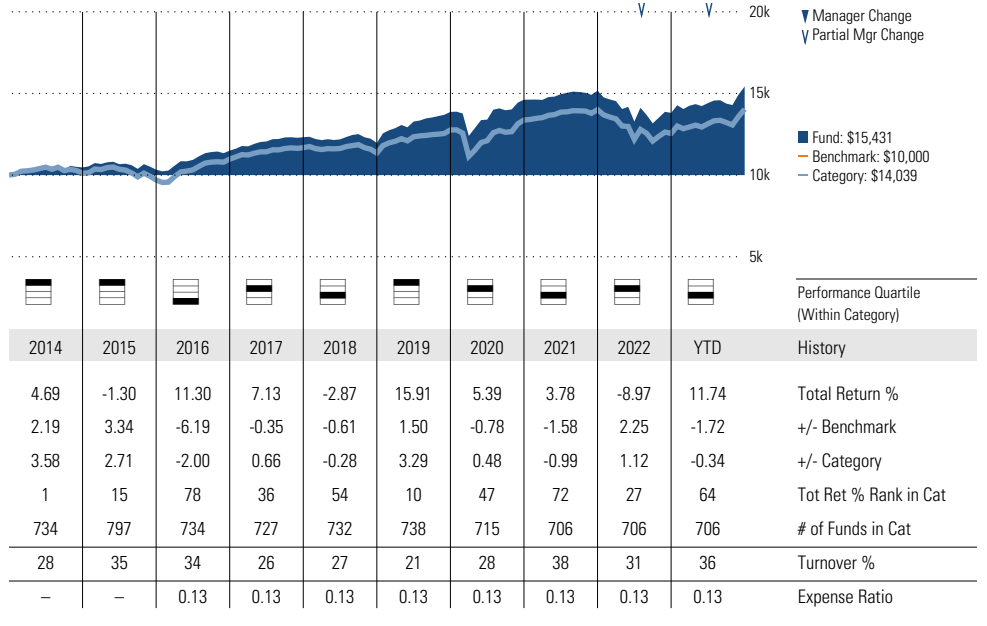 20k
Manager Change
Partial Mgr Change
15k
Fund: $15,431
Benchmark: $10,000
10k
Category: $14,039
5k
Performance Quartile
(Within Category)
2014 2015 2016 2017 2018 2019 2020 2021 2022 YTD History
4.69 -1.30 11.30 7.13 -2.87 15.91 5.39 3.78 -8.97 11.74 Total Return %
2.19 3.34 -6.19 -0.35 -0.61 1.50 -0.78 -1.58 2.25 -1.72 +/- Benchmark
3.58 2.71 -2.00 0.66 -0.28 3.29 0.48 -0.99 1.12 -0.34 +/- Category
1 15 78 36 54 10 47 72 27 64 Tot Ret % Rank in Cat
734 797 734 727 732 738 715 706 706 706 # of Funds in Cat
28 35 34 26 27 21 28 38 31 36 Turnover %
– – 0.13 0.13 0.13 0.13 0.13 0.13 0.13 0.13 Expense Ratio